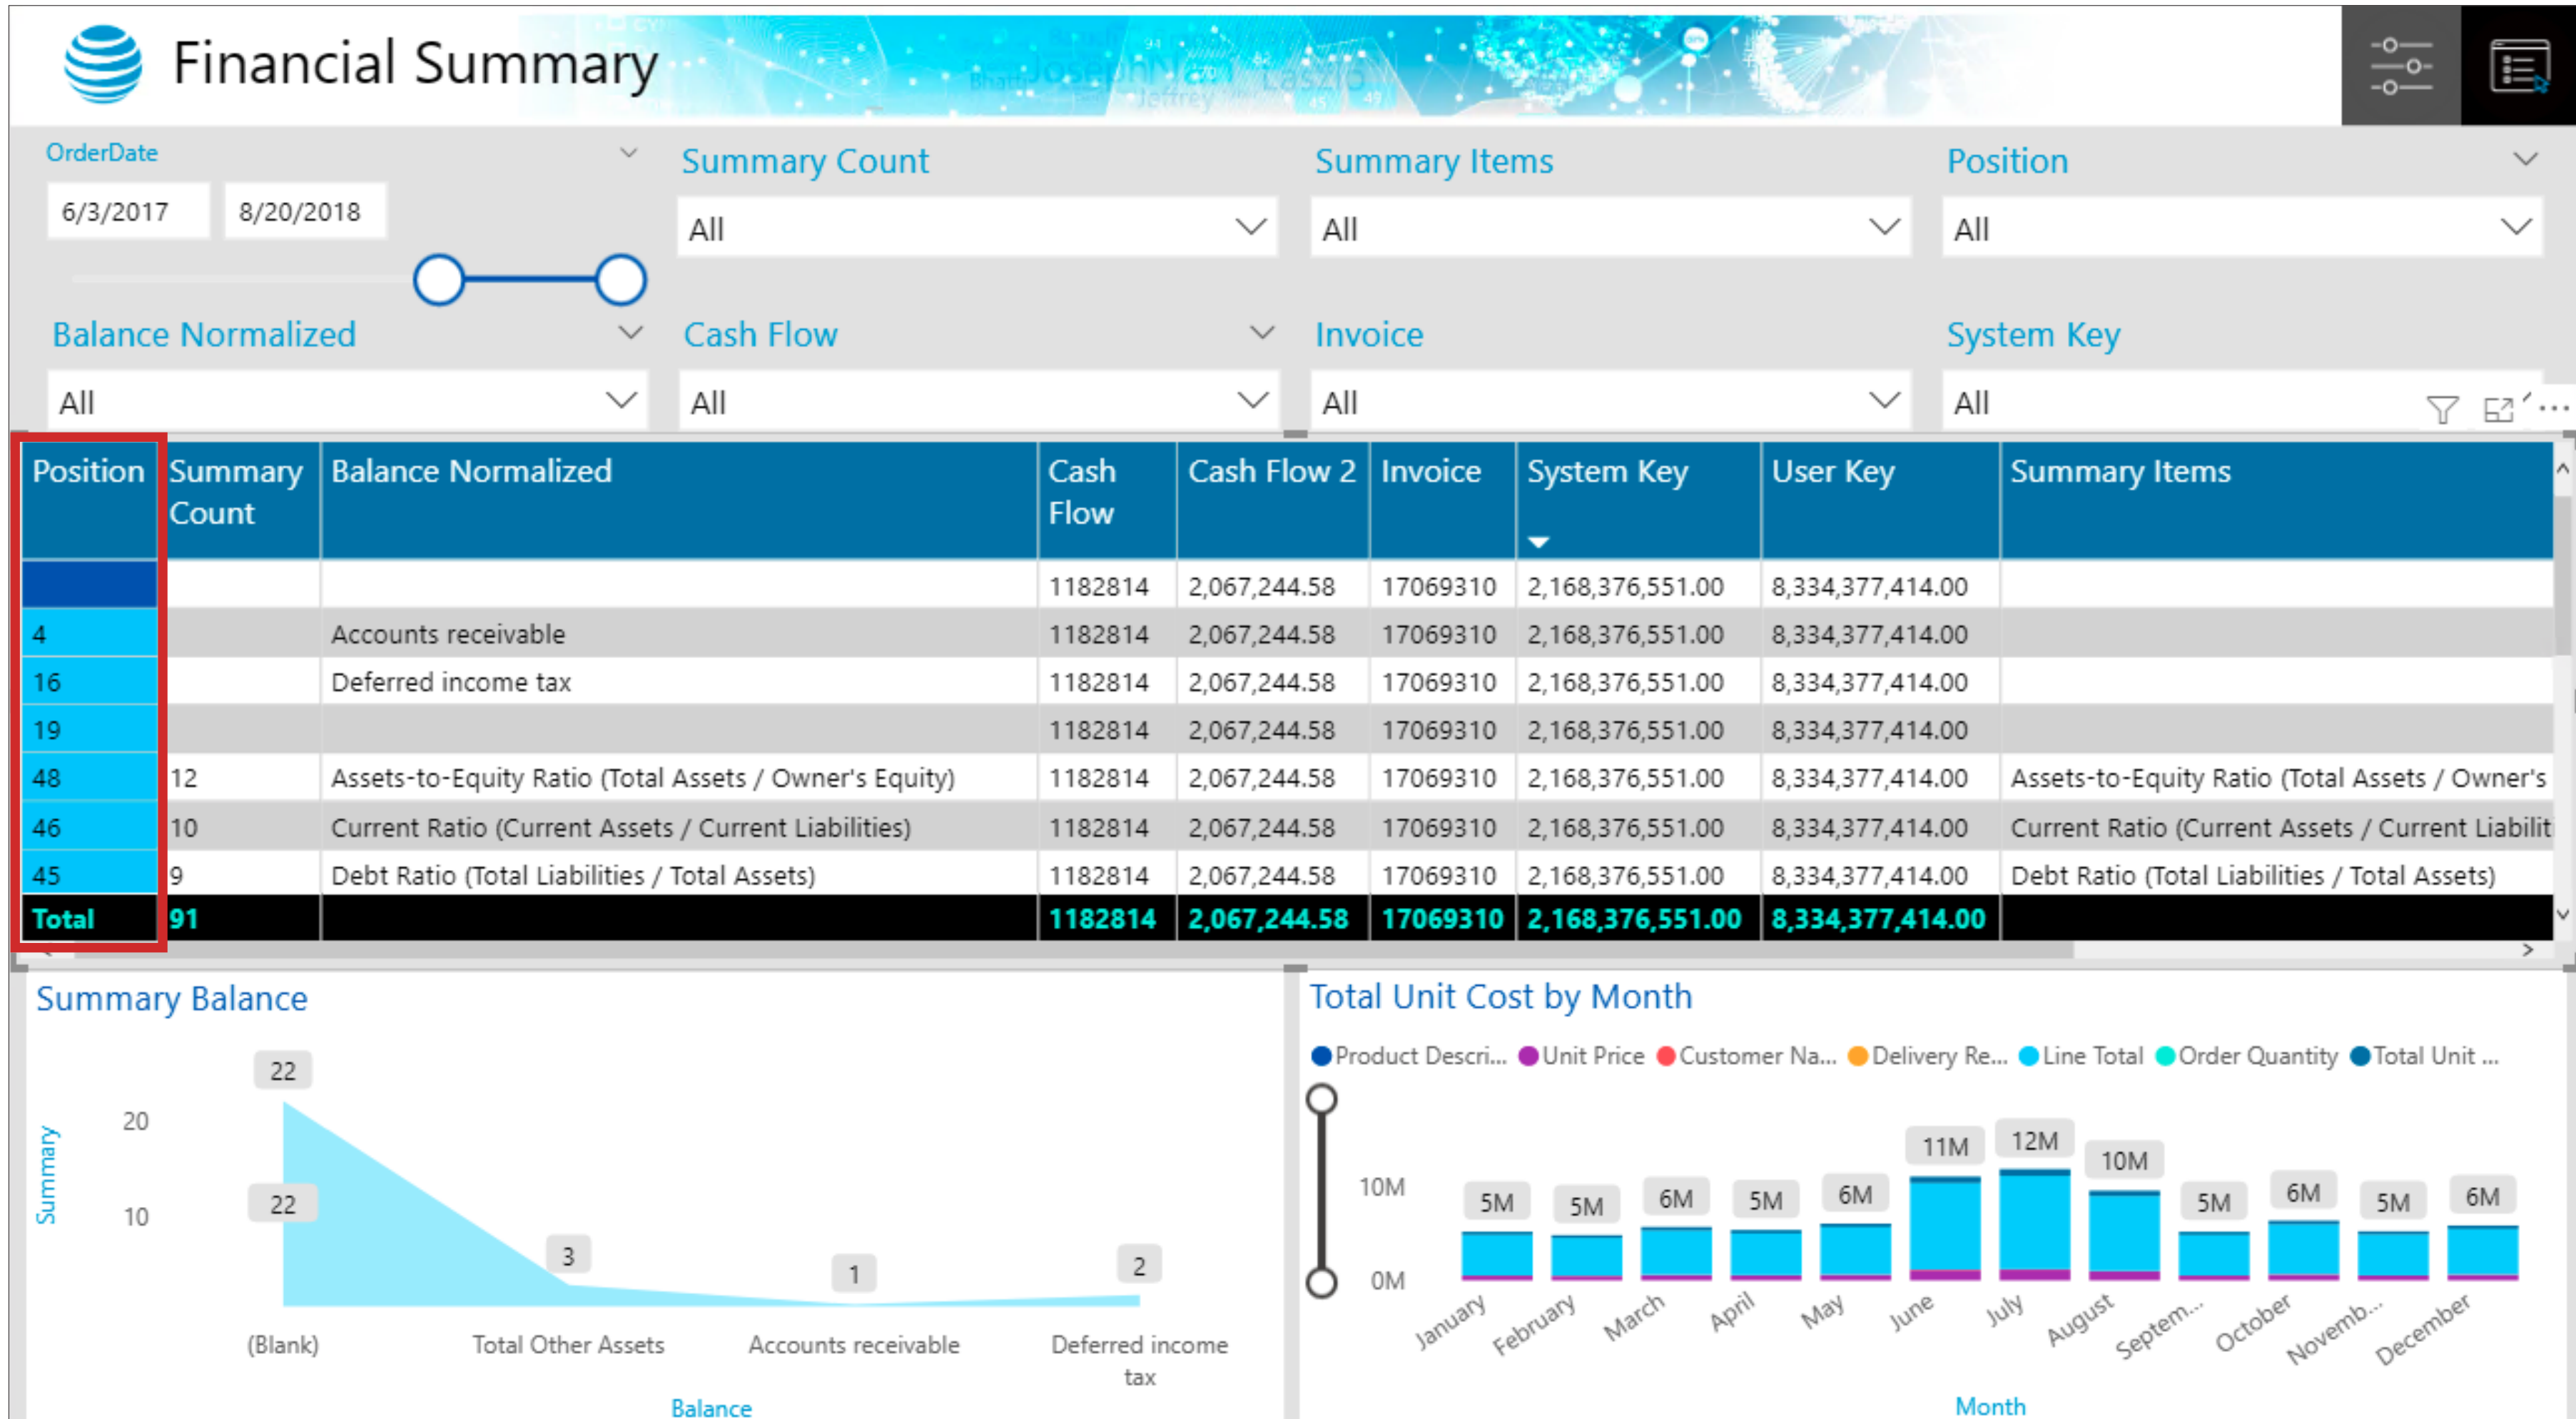 Financial Summary
OrderDate
6/3/2017
8/20/2018
Summary Count
All
Summary Items
All
Position
All
Balance Normalized
All
Cash Flow
All
Invoice
All
System Key
All
Position Summary Count Balance Normalized Cash Flow Cash Flow 2 Invoice System Key User Key Summary Items
1182814 2,067,244.58 17069310 2,168,376,551.00 8,334,377,414.00
4 Accounts receivable 1182814 2,067,244.58 17069310 2,168,376,551.00 8,334,377,414.00
16 Deferred income tax 1182814 2,067,244.58 17069310 2,168,376,551.00 8,334,377,414.00
19 1182814 2,067,244.58 17069310 2,168,376,551.00 8,334,377,414.00
48 12 Assets-to-Equity Ratio (Total Assets / Owner's Equity) 1182814 2,067,244.58 17069310 2,168,376,551.00 8,334,377,414.00 Assets-to-Equity Ratio (Total Assets / Owner's
46 10 Current Ratio (Current Assets / Current Liabilities) 1182814 2,067,244.58 17069310 2,168,376,551.00 8,334,377,414.00 Current Ratio (Current Assets / Current Liabilit
45 9 Debt Ratio (Total Liabilities / Total Assets) 1182814 2,067,244.58 17069310 2,168,376,551.00 8,334,377,414.00 Debt Ratio (Total Liabilities / Total Assets)
Total 91 1182814 2,067,244.58 17069310 2,168,376,551.00 8,334,377,414.00
Summary Balance
Summary
20
10
22
22
3
1
2
(Blank)
Total Other Assets
Accounts receivable
Deferred income
tax
Balance
Total Unit Cost by Month
Product Descri... Unit Price Customer Na... Delivery Re... Line Total Order Quantity Total Unit ...
10M
0M
5M 5M 6M 5M 6M 11M 12M 10M 5M 6M 5M 6M
January February March April May June July August Septem... October Novemb... December
Month